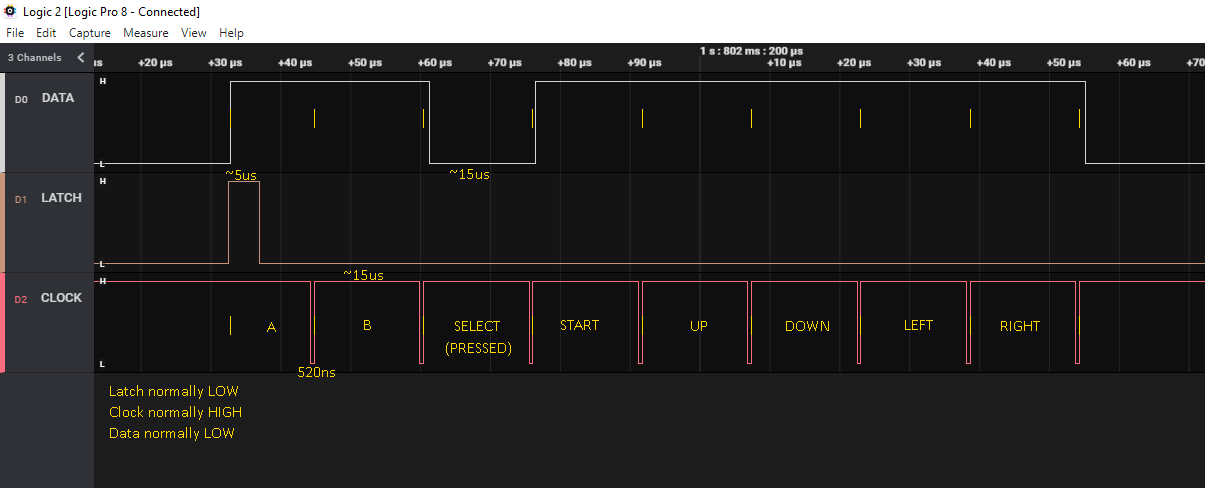 Logic 2 [Logic Pro 8 - Connected]
File Edit Capture Measure View Help
3 Channels
1 s : 802 ms : 200 µs
µs +20 µs +30 µs +40 µs +50 µs +60 µs +70 µs +80 µs +90 µs +10 µs +20 µs +30 µs +40 µs +50 µs +60 µs +70
H
D0 DATA
L
~5us ~15us
H
D1 LATCH
L
~15us
H
D2 CLOCK
A B SELECT START UP DOWN LEFT RIGHT
(PRESSED)
L
520ns
Latch normally LOW
Clock normally HIGH
Data normally LOW